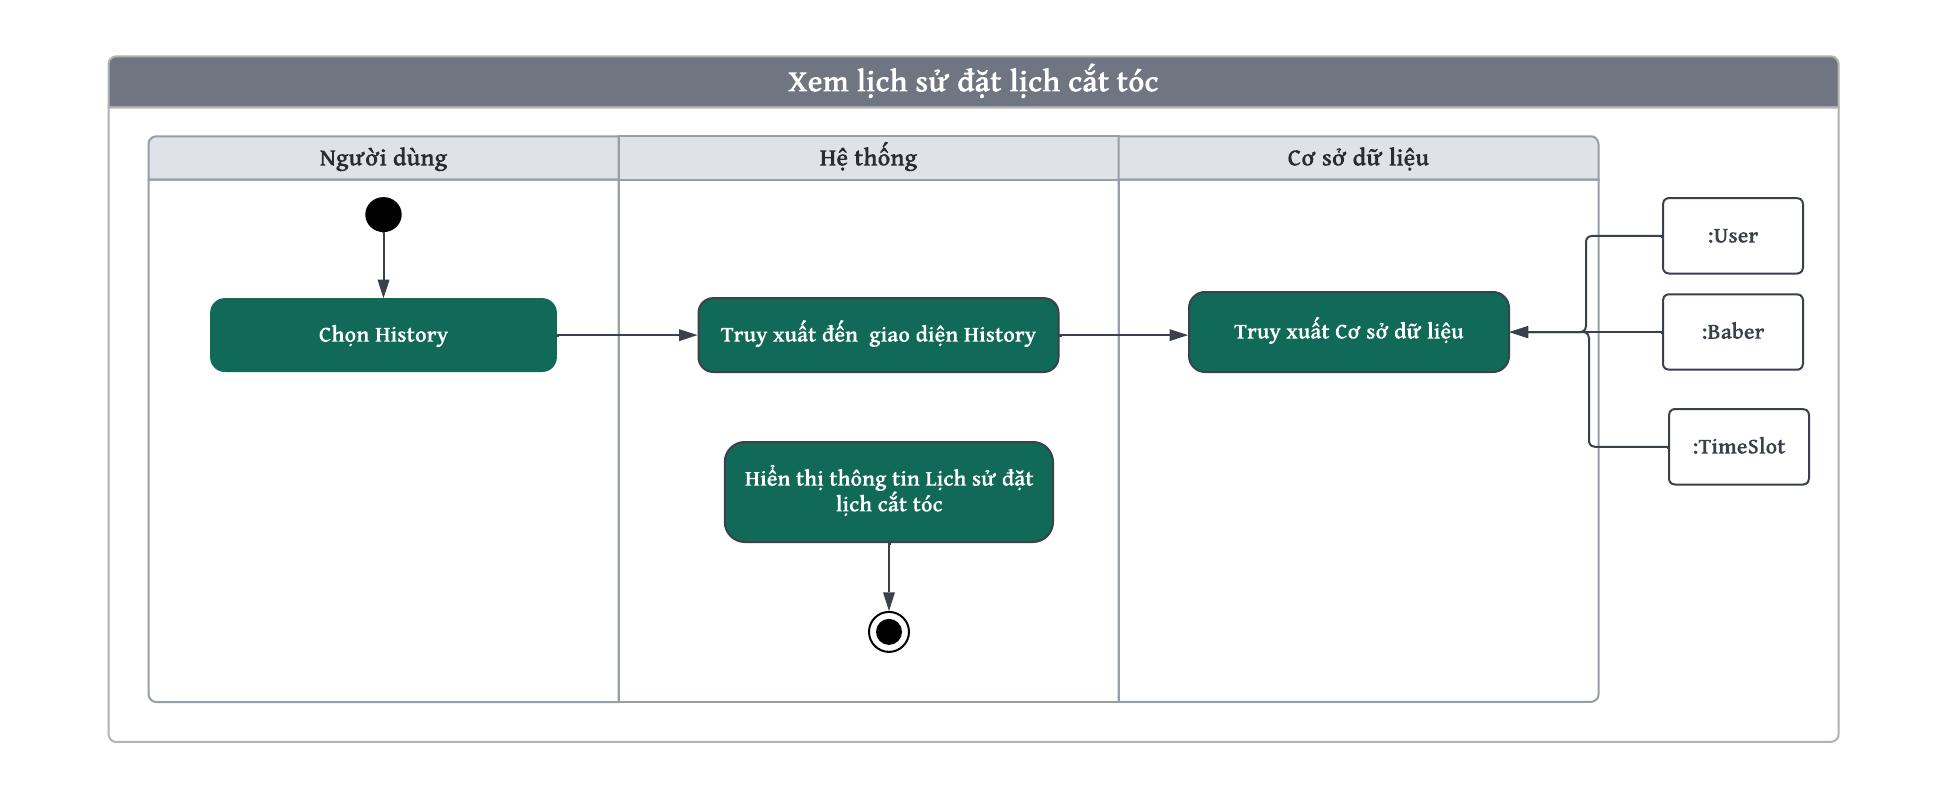 Xem lịch sử đặt lịch cắt tóc
Người dùng
Hệ thống
Cơ sở dữ liệu
Chọn History
Truy xuất đến  giao diện History
Truy xuất Cơ sở dữ liệu
:User
:Baber
:TimeSlot
Hiển thị thông tin Lịch sử đặt
lịch cắt tóc